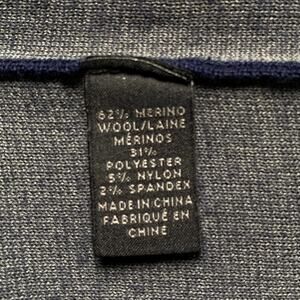 62% MERINO
WOOL/LAINE
MÉRINOS
31%
POLYESTER
5% NYLON
2% SPANDEX
MADE IN CHINA
FABRIQUÉ EN
CHINE